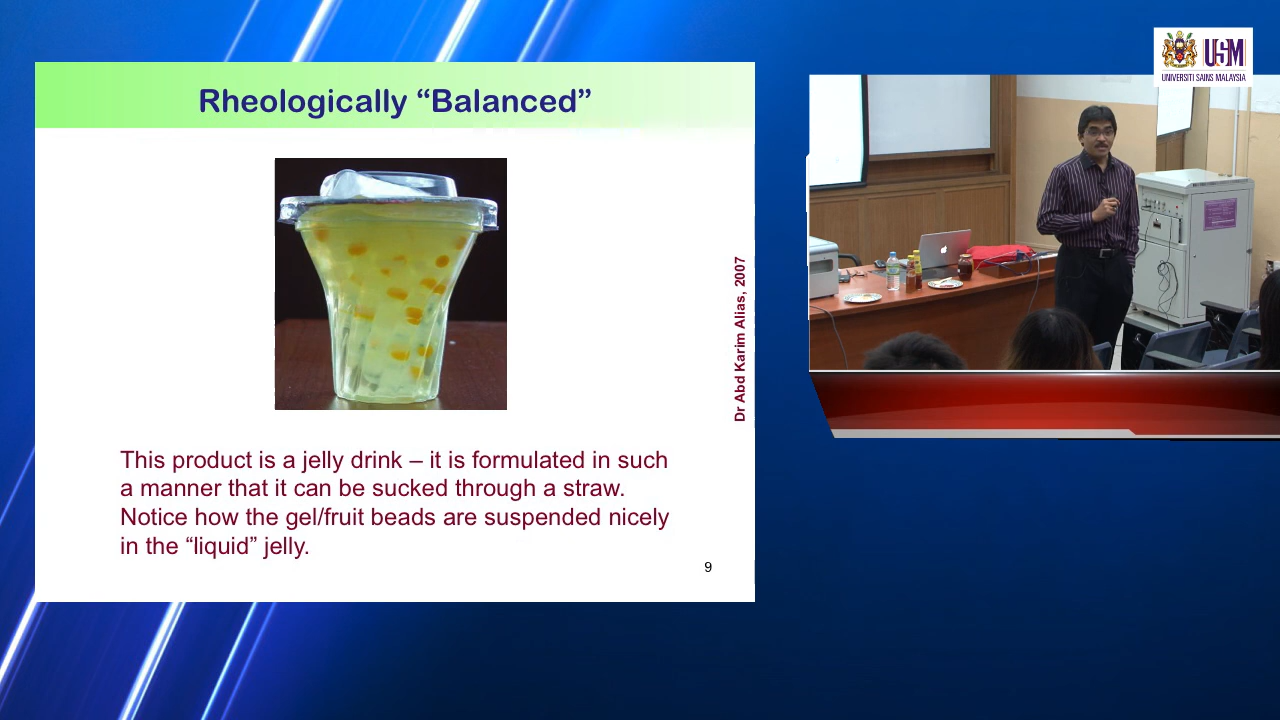 Rheologically “Balanced”
Dr Abd Karim Alias, 2007
This product is a jelly drink – it is formulated in such
a manner that it can be sucked through a straw.
Notice how the gel/fruit beads are suspended nicely
in the “liquid” jelly.
9
USM
UNIVERSITI SAINS MALAYSIA